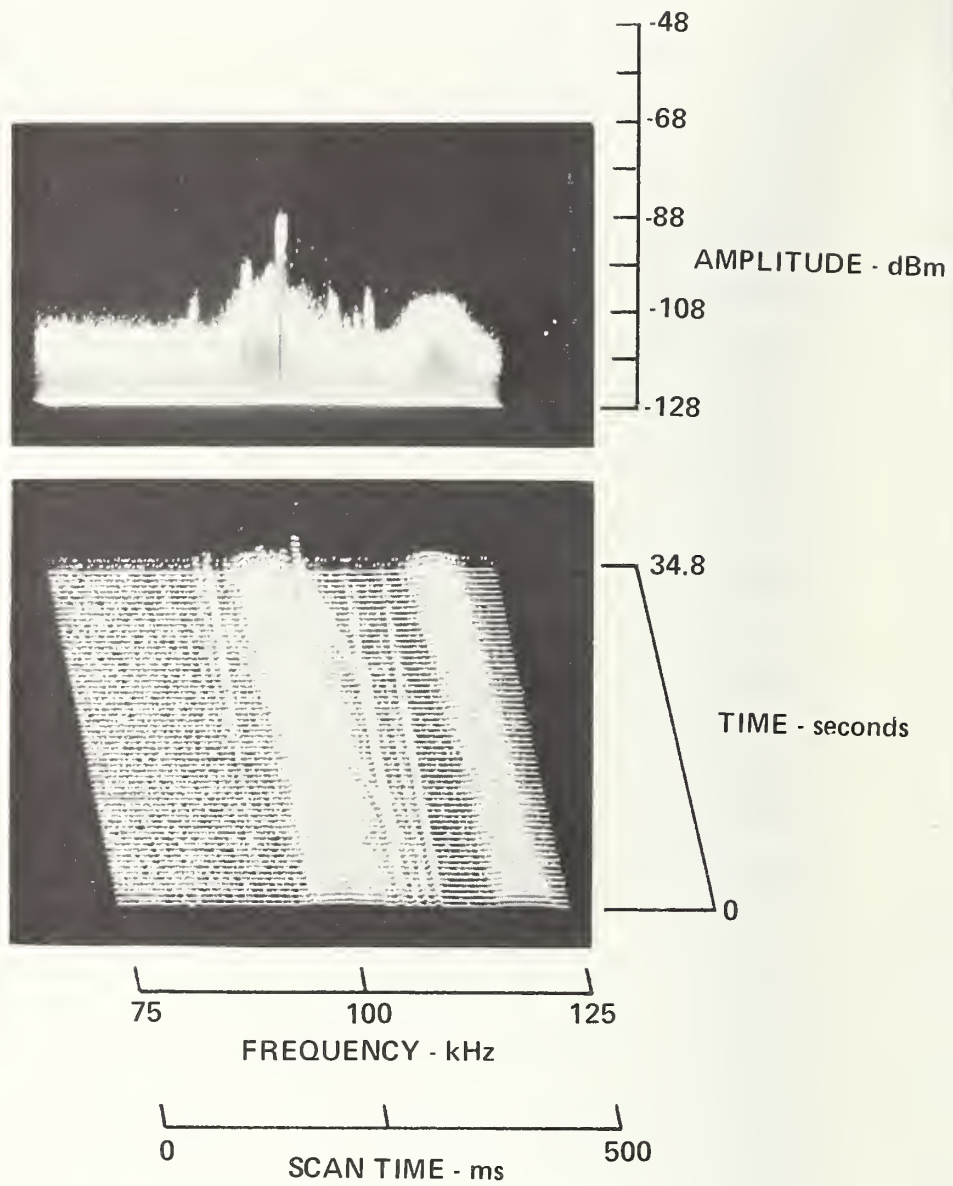 -48
-68
-88
AMPLITUDE - dBm
-108
-128
34.8
TIME - seconds
0
75 100 125
FREQUENCY - kHz
0 500
SCAN TIME - ms